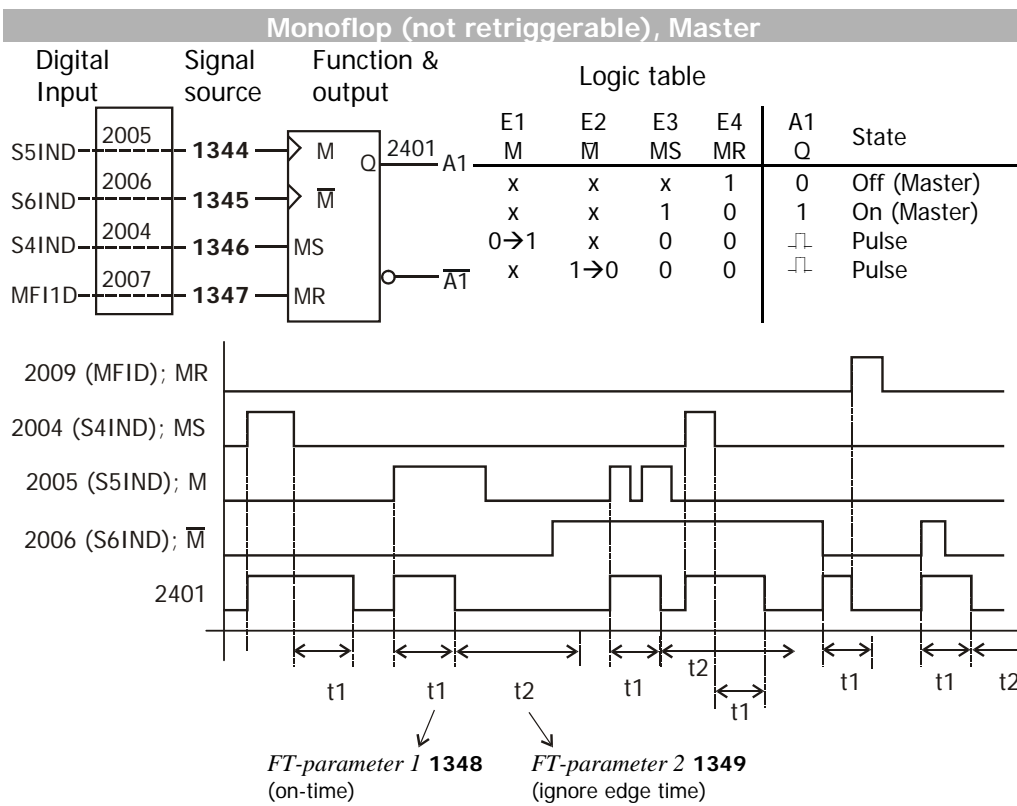 Monoflop (not retriggerable), Master
Digital Input
Signal source
Function & output
Logic table
S5IND 2005 1344 M Q 2401 A1
S6IND 2006 1345 M̅
S4IND 2004 1346 MS
MFI1D 2007 1347 MR A̅1̅
E1 E2 E3 E4 A1 State
M M̅ MS MR Q
x x x 1 0 Off (Master)
x x 1 0 1 On (Master)
0→1 x 0 0 Pulse
x 1→0 0 0 Pulse
2009 (MFID); MR
2004 (S4IND); MS
2005 (S5IND); M
2006 (S6IND); M̅
2401
t1 t1 t2 t1 t2 t1 t1 t1 t2
FT-parameter 1 1348
(on-time)
FT-parameter 2 1349
(ignore edge time)